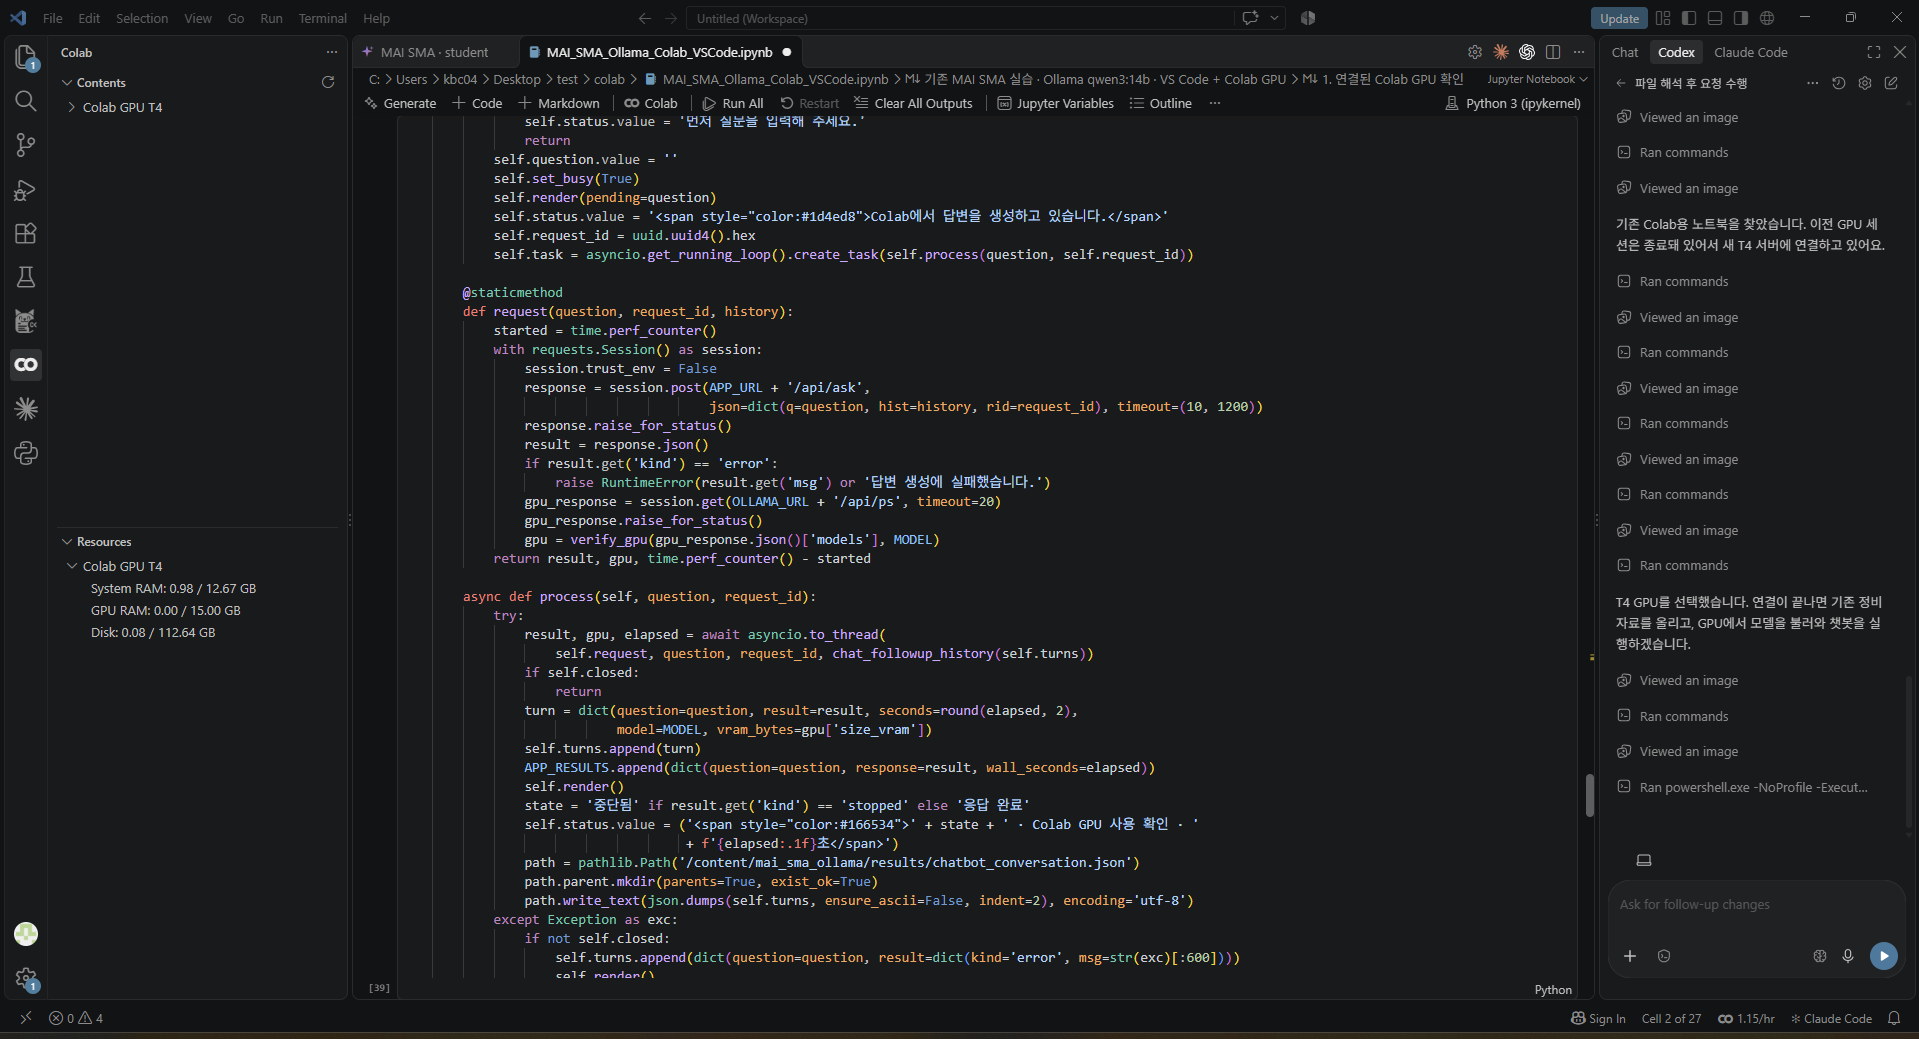 File Edit Selection View Go Run Terminal Help
Untitled (Workspace)
Update
Colab
Contents
Colab GPU T4
Resources
Colab GPU T4
System RAM: 0.98 / 12.67 GB
GPU RAM: 0.00 / 15.00 GB
Disk: 0.08 / 112.64 GB
MAI SMA · student
MAI_SMA_Ollama_Colab_VSCode.ipynb
C: > Users > kbc04 > Desktop > test > colab > MAI_SMA_Ollama_Colab_VSCode.ipynb > M↓ 기존 MAI SMA 실습 · Ollama qwen3:14b · VS Code + Colab GPU > M↓ 1. 연결된 Colab GPU 확인
Jupyter Notebook
Generate + Code + Markdown Colab Run All Restart Clear All Outputs Jupyter Variables Outline ···
Python 3 (ipykernel)
self.status.value = '먼저 질문을 입력해 주세요.'
return
self.question.value = ''
self.set_busy(True)
self.render(pending=question)
self.status.value = '<span style="color:#1d4ed8">Colab에서 답변을 생성하고 있습니다.</span>'
self.request_id = uuid.uuid4().hex
self.task = asyncio.get_running_loop().create_task(self.process(question, self.request_id))
@staticmethod
def request(question, request_id, history):
started = time.perf_counter()
with requests.Session() as session:
session.trust_env = False
response = session.post(APP_URL + '/api/ask',
json=dict(q=question, hist=history, rid=request_id), timeout=(10, 1200))
response.raise_for_status()
result = response.json()
if result.get('kind') == 'error':
raise RuntimeError(result.get('msg') or '답변 생성에 실패했습니다.')
gpu_response = session.get(OLLAMA_URL + '/api/ps', timeout=20)
gpu_response.raise_for_status()
gpu = verify_gpu(gpu_response.json()['models'], MODEL)
return result, gpu, time.perf_counter() - started
async def process(self, question, request_id):
try:
result, gpu, elapsed = await asyncio.to_thread(
self.request, question, request_id, chat_followup_history(self.turns))
if self.closed:
return
turn = dict(question=question, result=result, seconds=round(elapsed, 2),
model=MODEL, vram_bytes=gpu['size_vram'])
self.turns.append(turn)
APP_RESULTS.append(dict(question=question, response=result, wall_seconds=elapsed))
self.render()
state = '중단됨' if result.get('kind') == 'stopped' else '응답 완료'
self.status.value = ('<span style="color:#166534">' + state + ' · Colab GPU 사용 확인 · '
+ f'{elapsed:.1f}초</span>')
path = pathlib.Path('/content/mai_sma_ollama/results/chatbot_conversation.json')
path.parent.mkdir(parents=True, exist_ok=True)
path.write_text(json.dumps(self.turns, ensure_ascii=False, indent=2), encoding='utf-8')
except Exception as exc:
if not self.closed:
self.turns.append(dict(question=question, result=dict(kind='error', msg=str(exc)[:600])))
self.render()
[39]
Python
Chat Codex Claude Code
파일 해석 후 요청 수행
Viewed an image
Ran commands
Viewed an image
기존 Colab용 노트북을 찾았습니다. 이전 GPU 세
션은 종료돼 있어서 새 T4 서버에 연결하고 있어요.
Ran commands
Viewed an image
Ran commands
Viewed an image
Ran commands
Viewed an image
Ran commands
Viewed an image
Ran commands
T4 GPU를 선택했습니다. 연결이 끝나면 기존 정비
자료를 올리고, GPU에서 모델을 불러와 챗봇을 실
행하겠습니다.
Viewed an image
Ran commands
Viewed an image
Ran powershell.exe -NoProfile -Execut...
Ask for follow-up changes
0 4
Sign In Cell 2 of 27 1.15/hr Claude Code